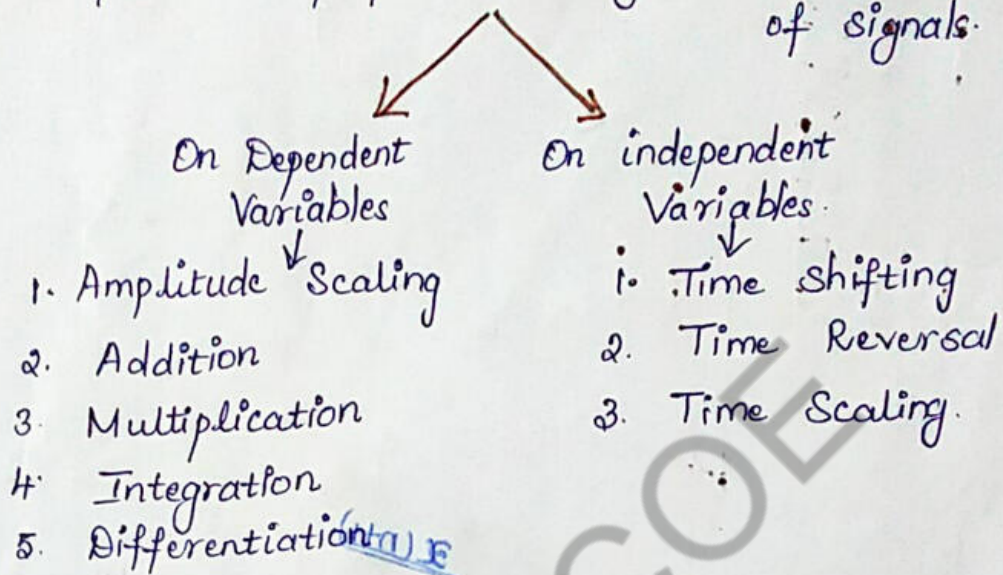 of signals.
On Dependent
Variables
On independent
Variables.
1. Amplitude Scaling
2. Addition
3. Multiplication
4. Integration
5. Differentiation
1. Time shifting
2. Time Reversal
3. Time Scaling.
COE